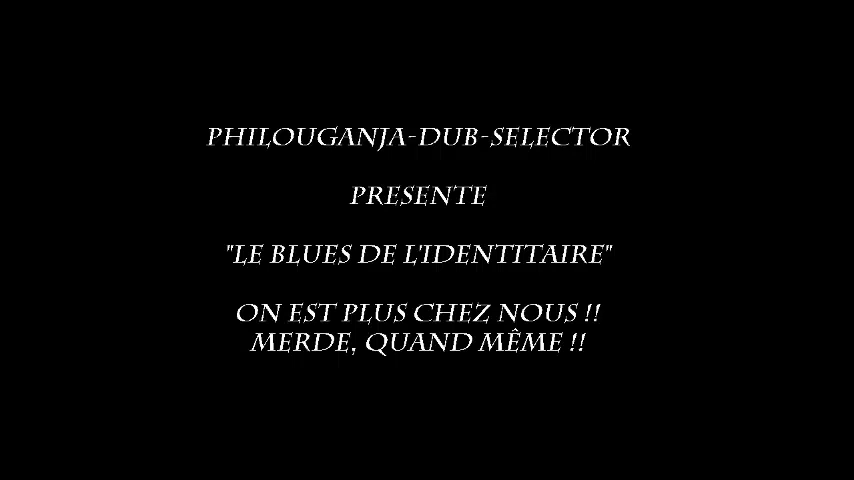 PHILOUGANJA-DUB-SELECTOR
PRESENTE
"LE BLUES DE L'IDENTITAIRE"
ON EST PLUS CHEZ NOUS !!
MERDE, QUAND MÊME !!